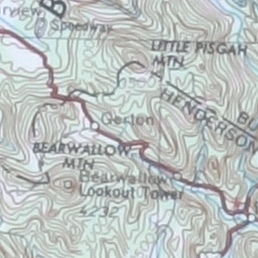 Speedway
LITTLE PISGAH
MTN
HENDERSON
Gerton
BEARWALLOW
MTN
Bearwallow
Lookout Tower
4232